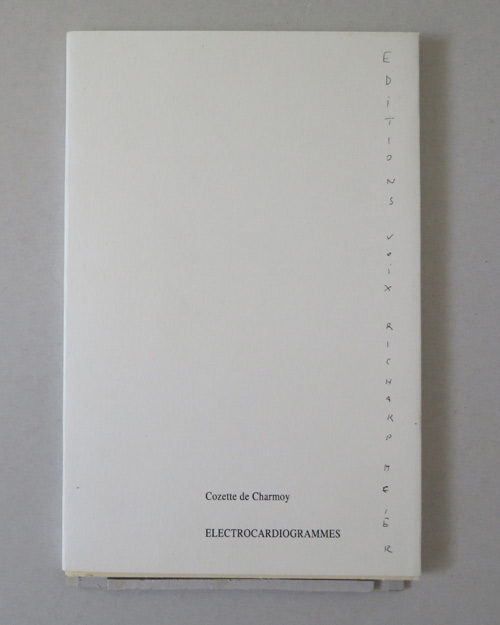 EDiTIONS VOiX RICHARD MEiER
Cozette de Charmoy
ELECTROCARDIOGRAMMES